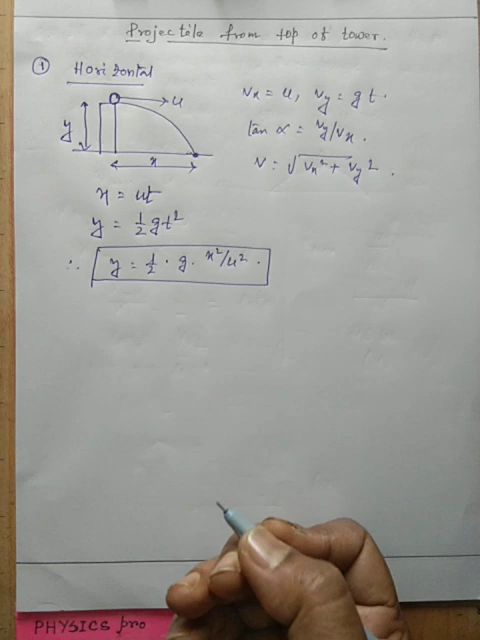 Projectile from top of tower.
① Horizontal
u
y
x
x = ut
y = ½gt²
∴ y = ½ · g · x²/u² ·
Vx = u, Vy = gt ·
tan α = Vy/Vx .
V = √Vx² + Vy² .
PHYSICS pro